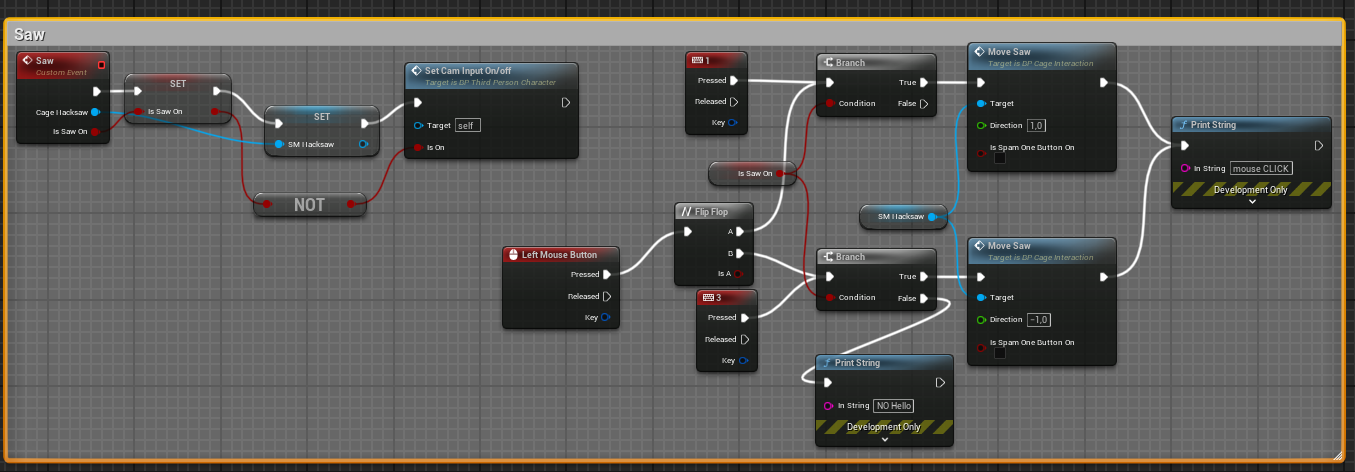 Saw
Saw
Custom Event
Cage Hacksaw
Is Saw On
SET
Is Saw On
SET
SM Hacksaw
NOT
Set Cam Input On/off
Target is BP Third Person Character
Target self
Is On
Left Mouse Button
Pressed
Released
Key
1
Pressed
Released
Key
Is Saw On
// Flip Flop
A
B
Is A
3
Pressed
Released
Key
Branch
True
Condition False
SM Hacksaw
Branch
True
Condition False
f Print String
In String NO Hello
Development Only
Move Saw
Target is BP Cage Interaction
Target
Direction 1,0
Is Spam One Button On
Move Saw
Target is BP Cage Interaction
Target
Direction -1,0
Is Spam One Button On
f Print String
In String mouse CLICK
Development Only